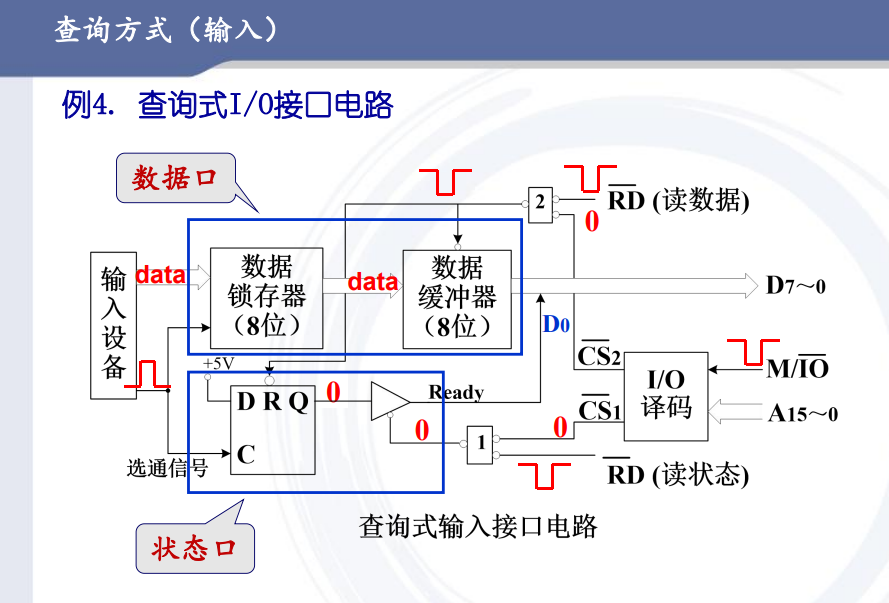 查询方式（输入）
例4. 查询式I/O接口电路
数据口
2
RD (读数据)
0
输入设备
data
数据锁存器（8位）
data
数据缓冲器（8位）
D7～0
D0
+5V
CS2
I/O译码
M/IO
D R Q
0
Ready
CS1
A15～0
0
0
1
C
选通信号
RD (读状态)
查询式输入接口电路
状态口